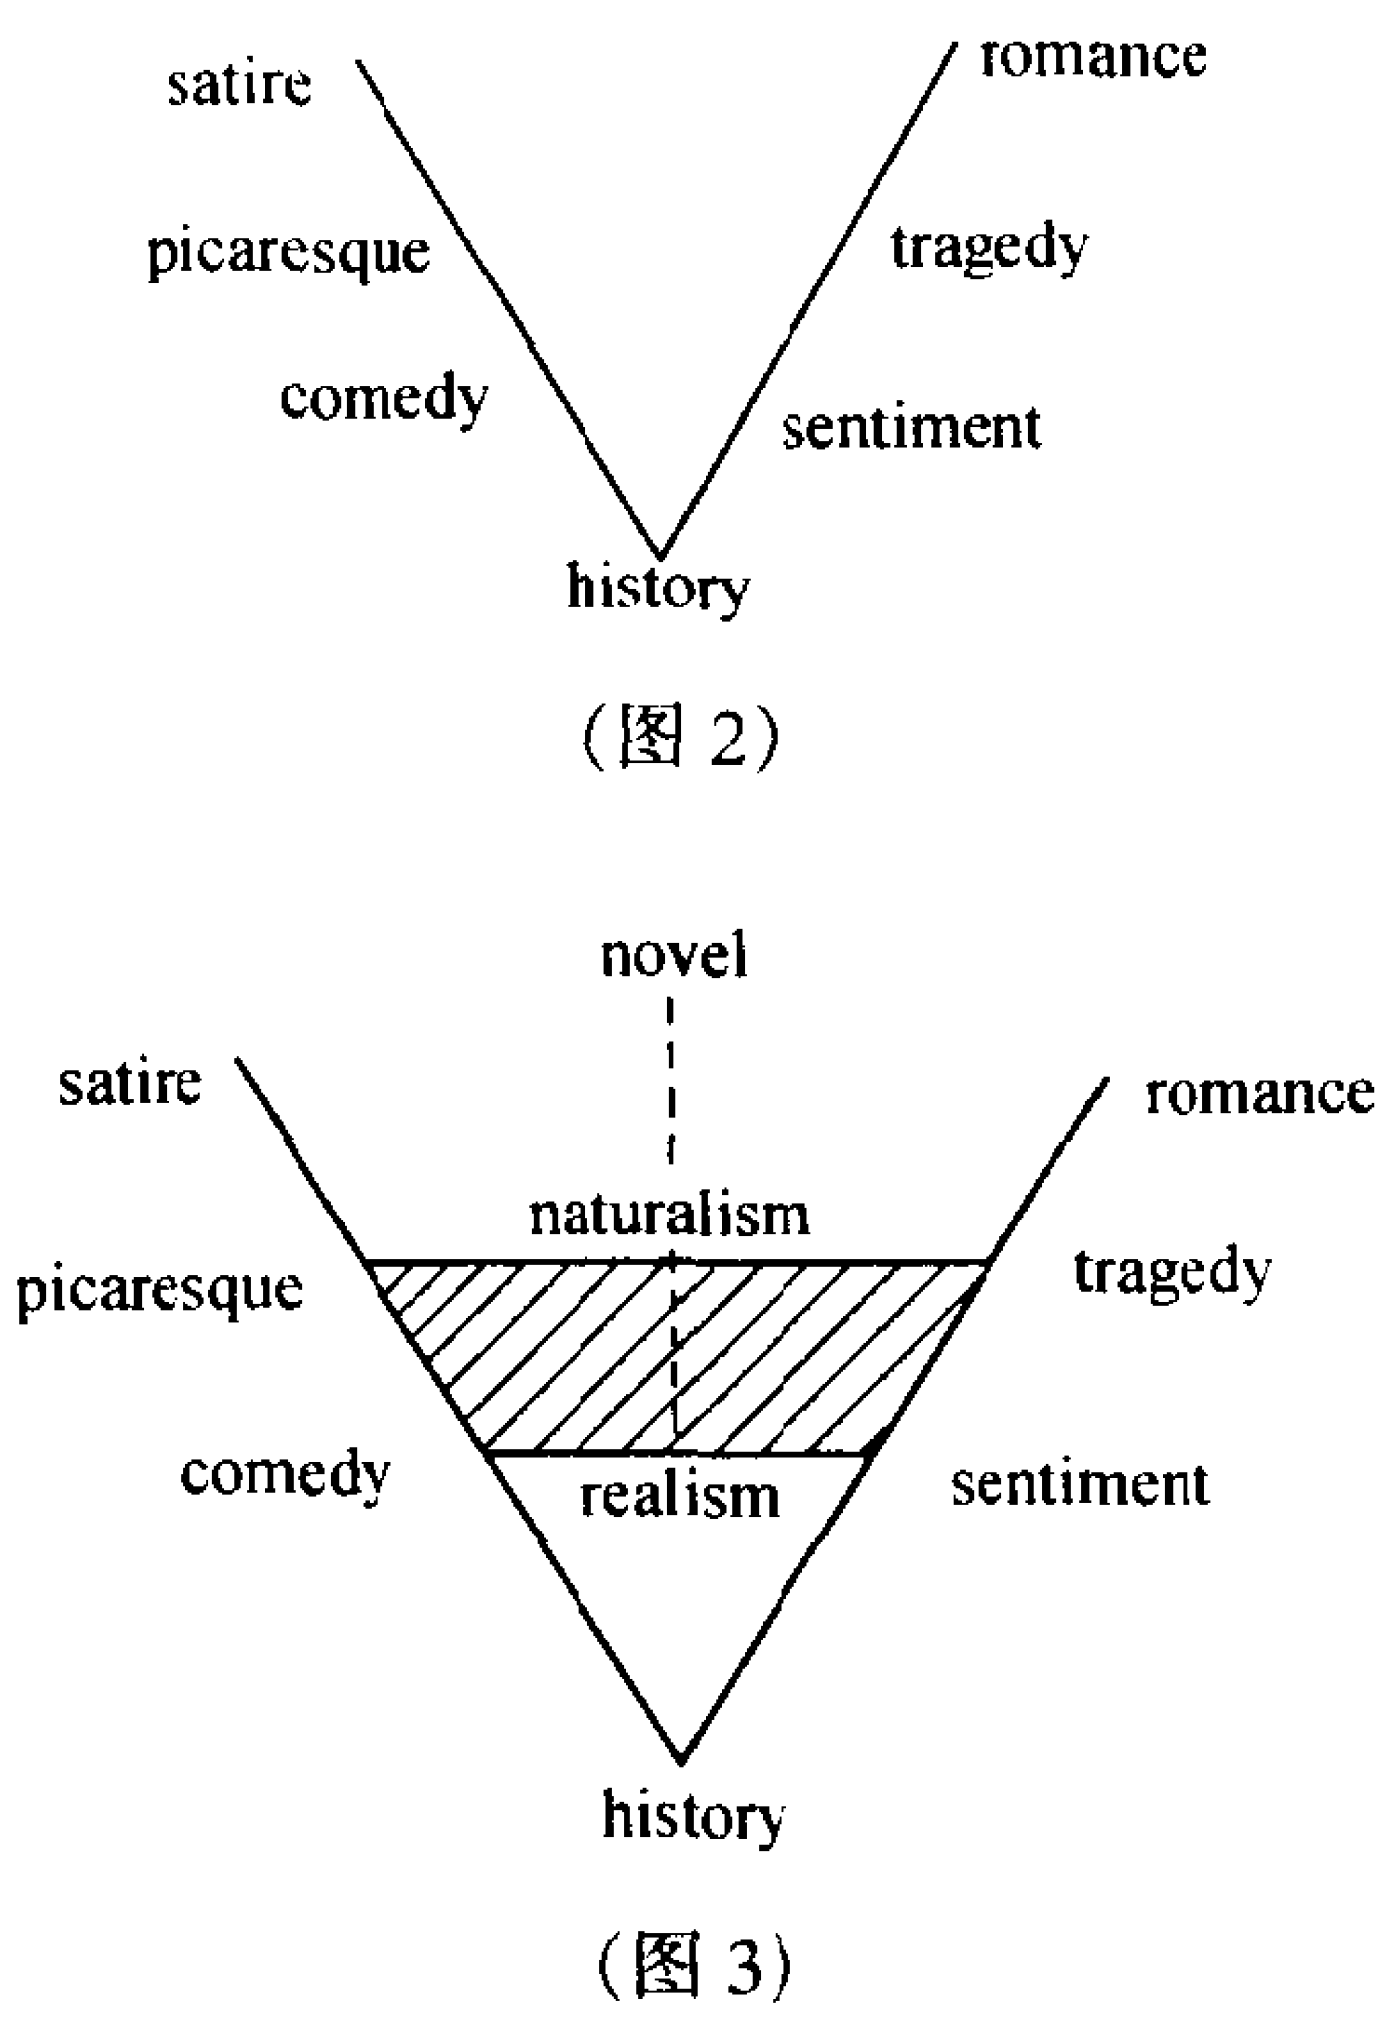 satire romance
picaresque tragedy
comedy sentiment
history
(图 2)
novel
satire romance
naturalism
picaresque tragedy
comedy sentiment
realism
history
(图 3)